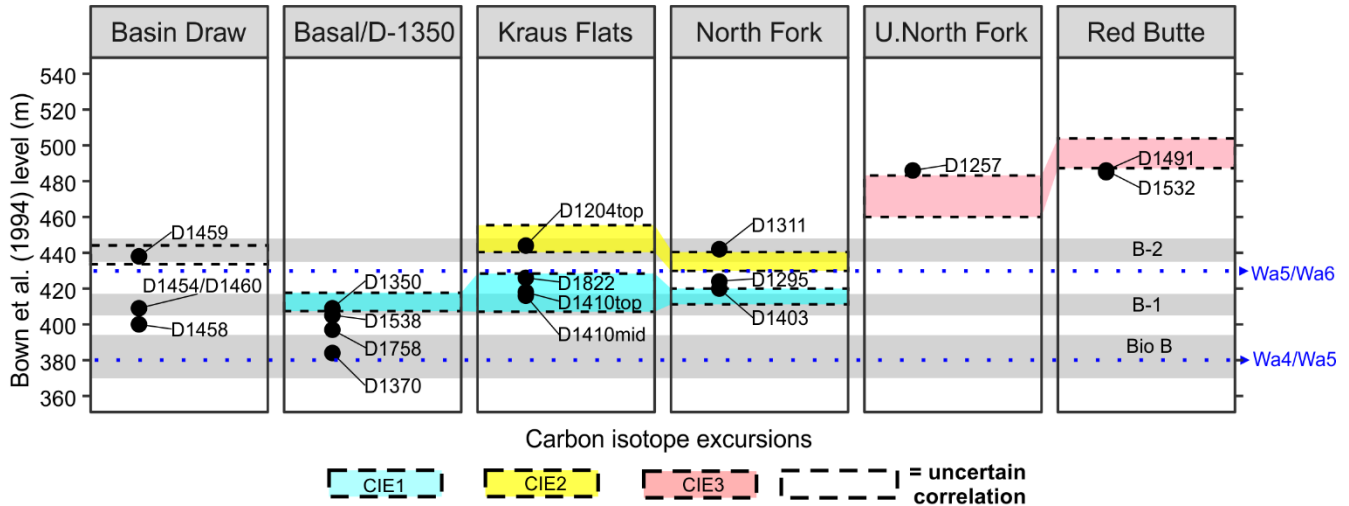 Basin Draw
Basal/D-1350
Kraus Flats
North Fork
U.North Fork
Red Butte
Bown et al. (1994) level (m)
540
520
500
480
460
440
420
400
380
360
D1459
D1454/D1460
D1458
D1350
D1538
D1758
D1370
D1204top
D1822
D1410top
D1410mid
D1311
D1295
D1403
D1257
D1491
D1532
B-2
B-1
Bio B
Wa5/Wa6
Wa4/Wa5
Carbon isotope excursions
CIE1
CIE2
CIE3
= uncertain
correlation